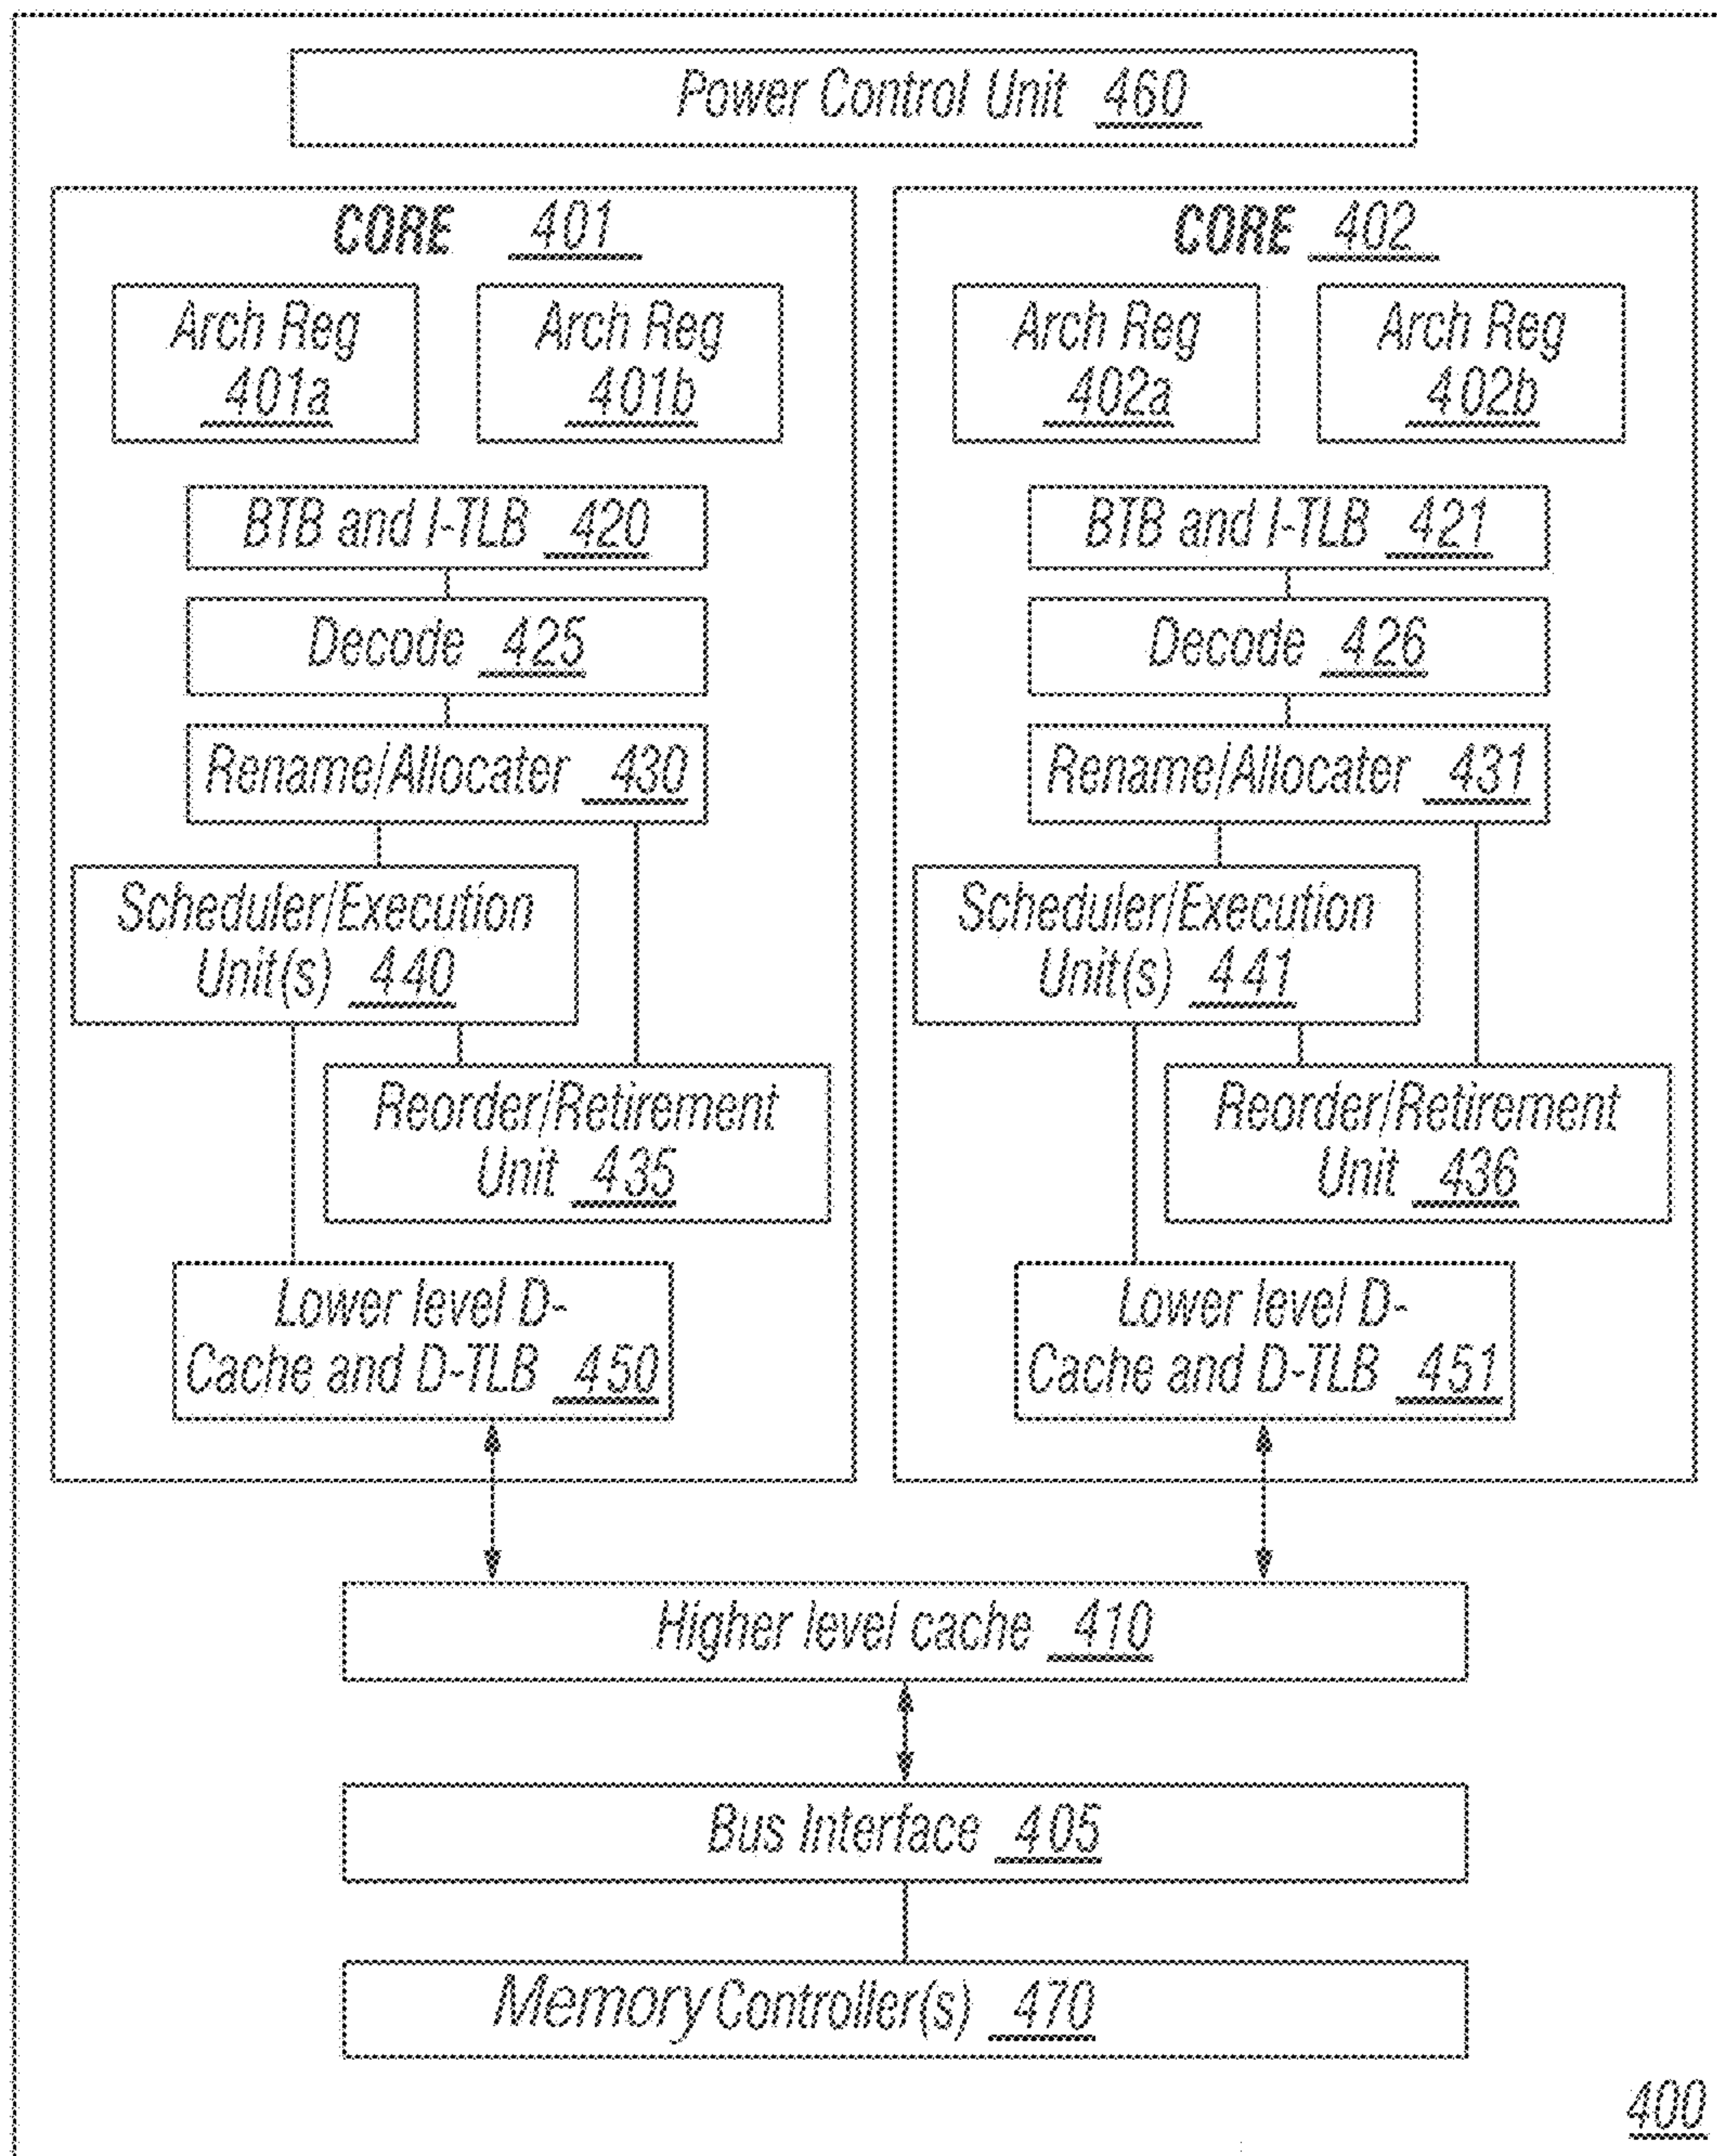 Power Control Unit 460
CORE 401
Arch Reg
401a
Arch Reg
401b
BTB and I-TLB 420
Decode 425
Rename/Allocater 430
Scheduler/Execution
Unit(s) 440
Reorder/Retirement
Unit 435
Lower level D-
Cache and D-TLB 450
CORE 402
Arch Reg
402a
Arch Reg
402b
BTB and I-TLB 421
Decode 426
Rename/Allocater 431
Scheduler/Execution
Unit(s) 441
Reorder/Retirement
Unit 436
Lower level D-
Cache and D-TLB 451
Higher level cache 410
Bus Interface 405
Memory Controller(s) 470
400